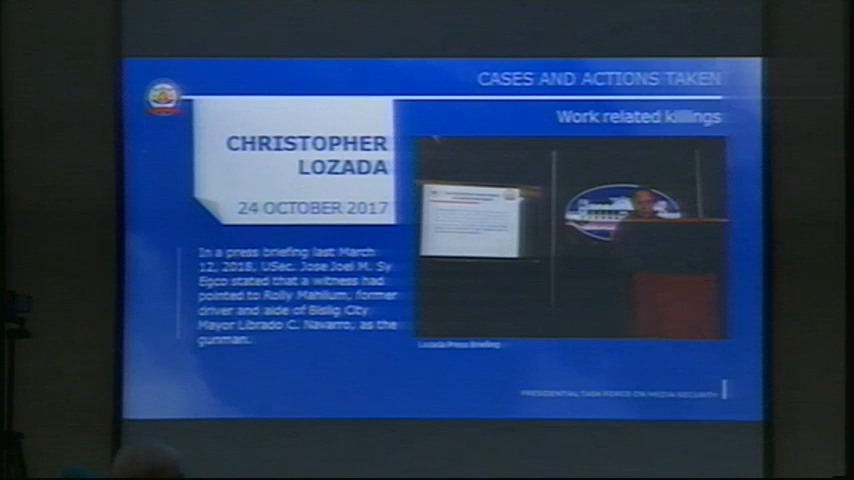 CASES AND ACTIONS TAKEN
Work related killings
CHRISTOPHER
LOZADA
24 OCTOBER 2017
In a press briefing last March
12, 2018, USec. Jose Joel M. Sy
Egco stated that a witness had
pointed to Rolly Mahilum, former
driver and aide of Bislig City
Mayor Librado C. Navarro, as the
gunman.
Lozada Press Briefing
PRESIDENTIAL TASK FORCE ON MEDIA SECURITY